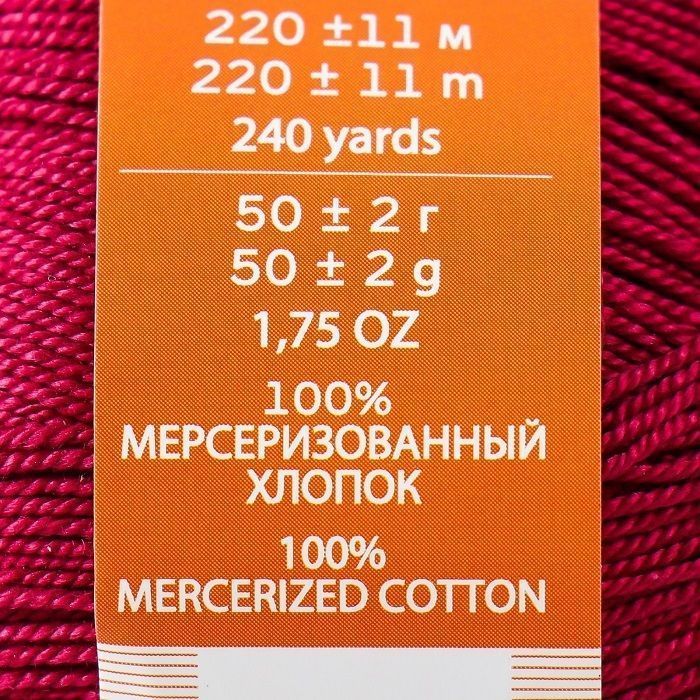 220 ±11 м
220 ± 11 m
240 yards
50 ± 2 г
50 ± 2 g
1,75 OZ
100%
МЕРСЕРИЗОВАННЫЙ
ХЛОПОК
100%
MERCERIZED COTTON